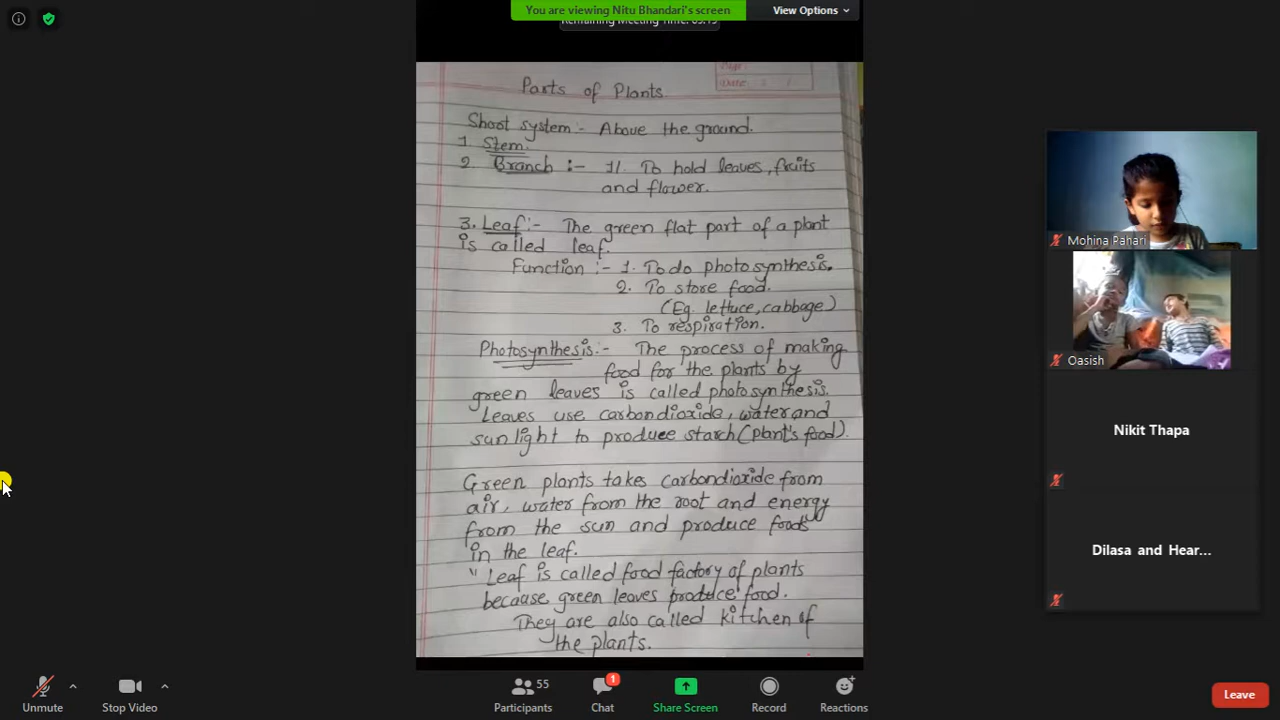 You are viewing Nitu Bhandari's screen
View Options
Remaining Meeting Time:
Parts of Plants
Date:
Shoot system:- Above the ground.
1 Stem.
2 Branch :- 1/. To hold leaves, fruits
and flower.
3. Leaf:- The green flat part of a plant
is called leaf.
Function :- 1. To do photosynthesis.
2. To store food.
(Eg. lettuce, cabbage)
3. To respiration.
Photosynthesis:- The process of making
food for the plants by
green leaves is called photosynthesis.
Leaves use carbondioxide, water and
sunlight to produce starch (plant's food).
Green plants takes carbondioxide from
air, water from the root and energy
from the sun and produce foods
in the leaf.
" Leaf is called food factory of plants
because green leaves produce food.
They are also called kitchen of
the plants.
Mohina Pahari
Oasish
Nikit Thapa
Dilasa and Hear...
Unmute
Stop Video
55
Participants
1
Chat
Share Screen
Record
Reactions
Leave